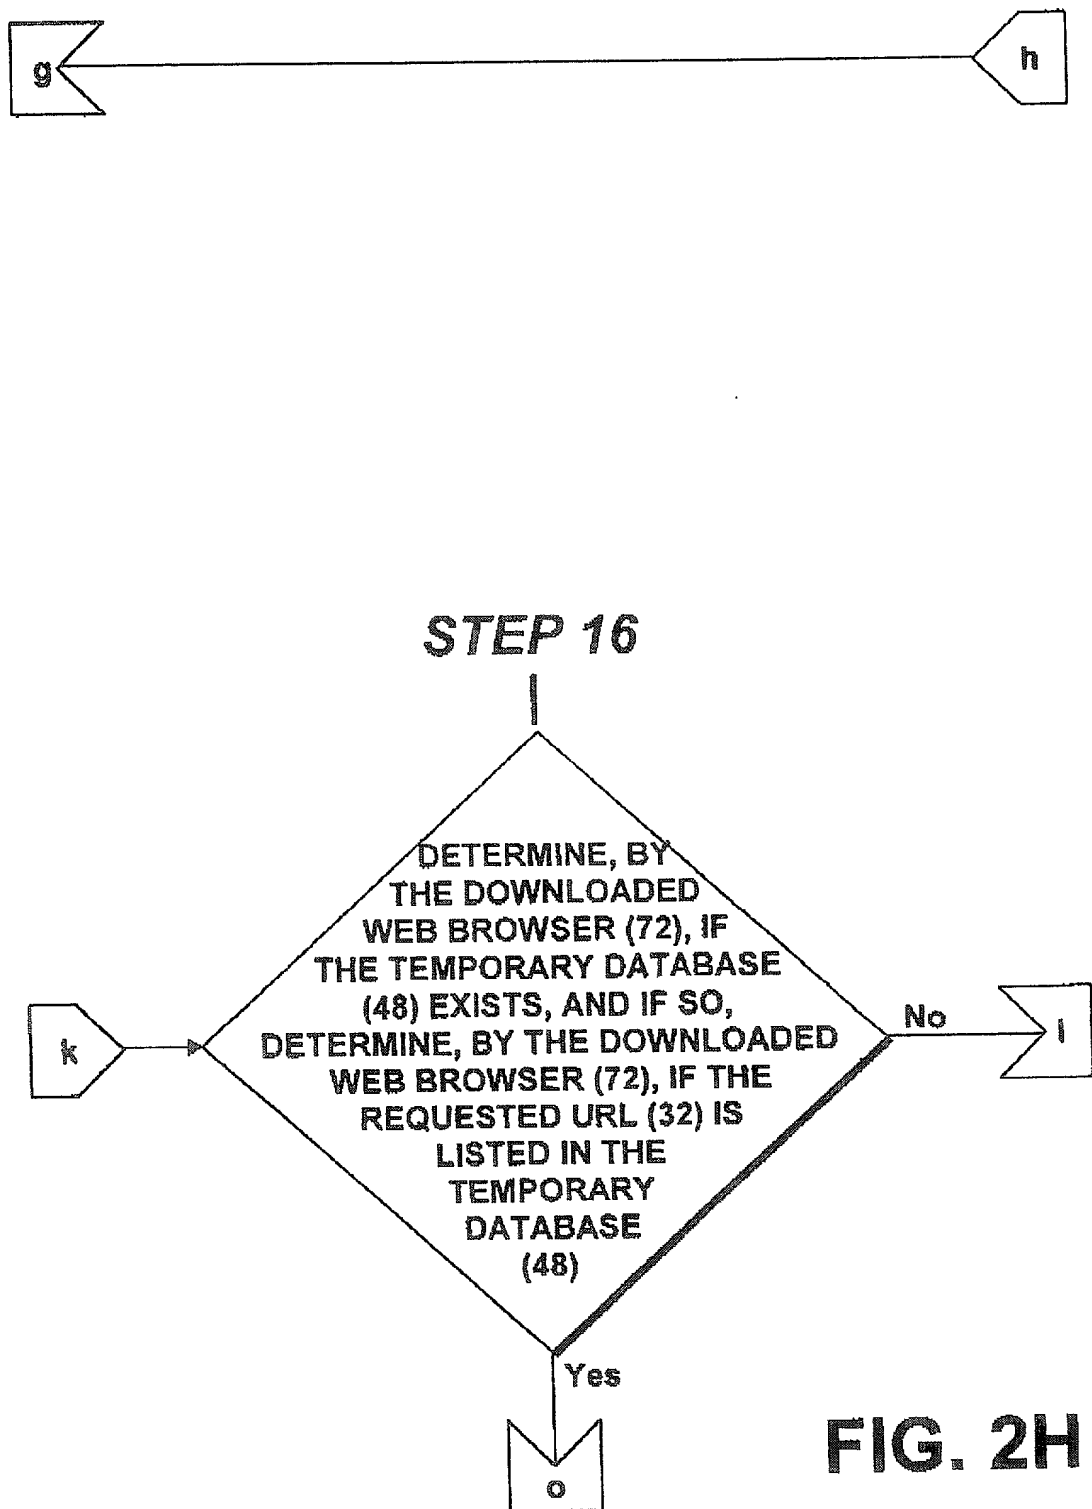 g
h
STEP 16
DETERMINE, BY
THE DOWNLOADED
WEB BROWSER (72), IF
THE TEMPORARY DATABASE
(48) EXISTS, AND IF SO,
DETERMINE, BY THE DOWNLOADED
WEB BROWSER (72), IF THE
REQUESTED URL (32) IS
LISTED IN THE
TEMPORARY
DATABASE
(48)
k
No
l
Yes
o
FIG. 2H